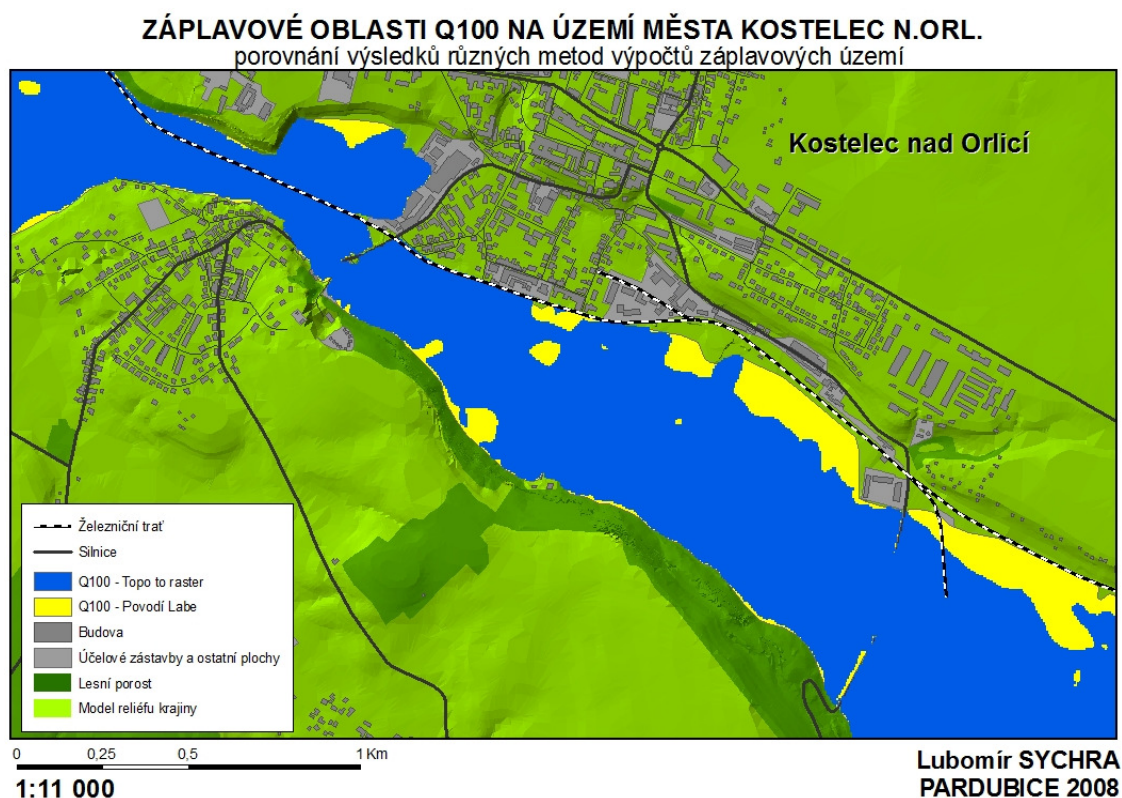 ZÁPLAVOVÉ OBLASTI Q100 NA ÚZEMÍ MĚSTA KOSTELEC N.ORL.
porovnání výsledků různých metod výpočtů záplavových území
Kostelec nad Orlicí
Železniční trať
Silnice
Q100 - Topo to raster
Q100 - Povodí Labe
Budova
Účelové zástavby a ostatní plochy
Lesní porost
Model reliéfu krajiny
0 0,25 0,5 1 Km
1:11 000
Lubomír SYCHRA
PARDUBICE 2008